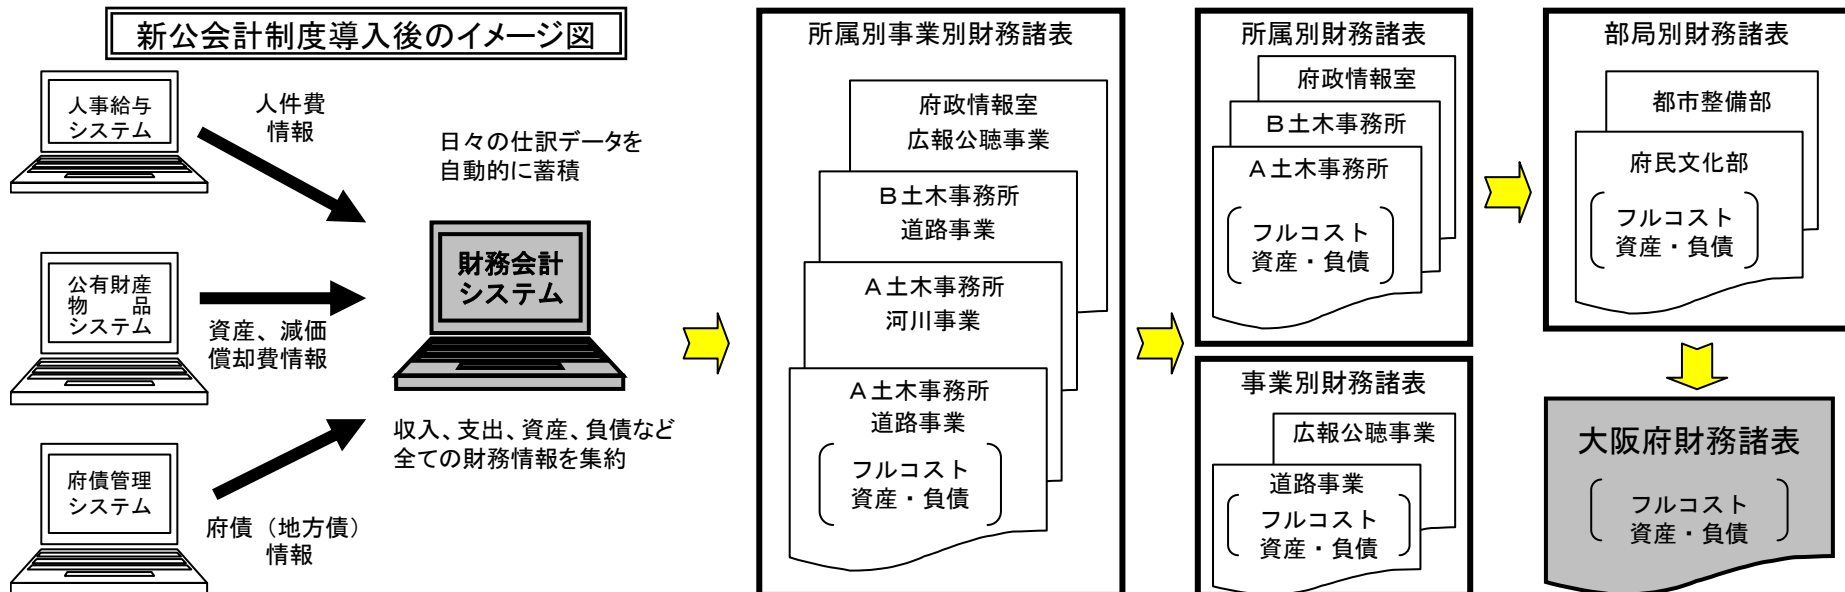 新公会計制度導入後のイメージ図
人事給与
システム
人件費
情報
公有財産
物　　品
システム
資産、減価
償却費情報
府債管理
システム
府債（地方債）
情報
日々の仕訳データを
自動的に蓄積
財務会計
システム
収入、支出、資産、負債など
全ての財務情報を集約
所属別事業別財務諸表
府政情報室
広報公聴事業
Ｂ土木事務所
道路事業
Ａ土木事務所
河川事業
Ａ土木事務所
道路事業
フルコスト
資産・負債
所属別財務諸表
府政情報室
Ｂ土木事務所
Ａ土木事務所
フルコスト
資産・負債
事業別財務諸表
広報公聴事業
道路事業
フルコスト
資産・負債
部局別財務諸表
都市整備部
府民文化部
フルコスト
資産・負債
大阪府財務諸表
フルコスト
資産・負債